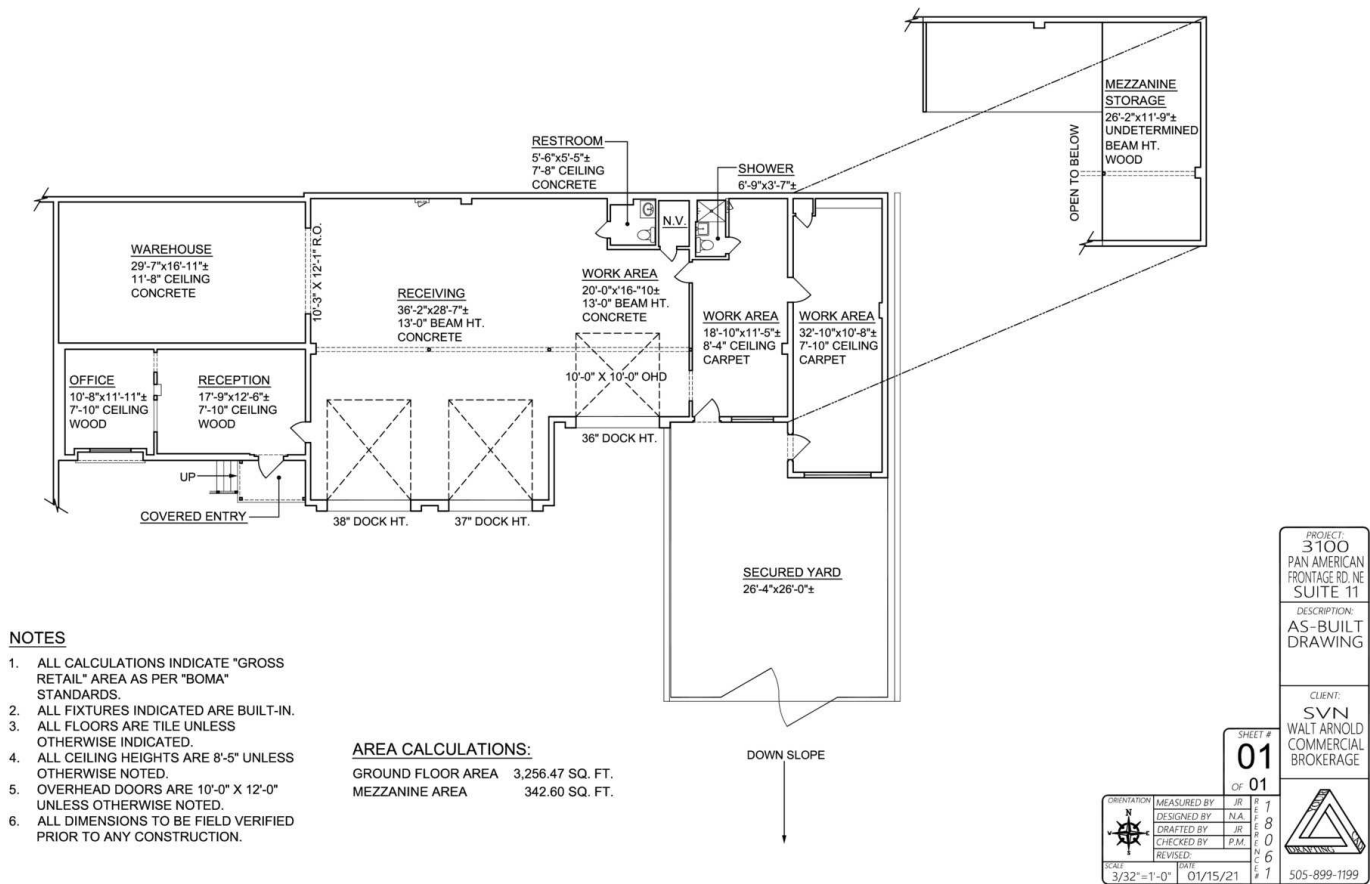 MEZZANINE
STORAGE
26'-2"x11'-9"±
UNDETERMINED
BEAM HT.
WOOD
OPEN TO BELOW
RESTROOM
5'-6"x5'-5"±
7'-8" CEILING
CONCRETE
SHOWER
6'-9"x3'-7"±
N.V.
WAREHOUSE
29'-7"x16'-11"±
11'-8" CEILING
CONCRETE
10'-3" X 12'-1" R.O.
RECEIVING
36'-2"x28'-7"±
13'-0" BEAM HT.
CONCRETE
WORK AREA
20'-0"x'16-"10±
13'-0" BEAM HT.
CONCRETE
WORK AREA
18'-10"x11'-5"±
8'-4" CEILING
CARPET
WORK AREA
32'-10"x10'-8"±
7'-10" CEILING
CARPET
OFFICE
10'-8"x11'-11"±
7'-10" CEILING
WOOD
RECEPTION
17'-9"x12'-6"±
7'-10" CEILING
WOOD
10'-0" X 10'-0" OHD
36" DOCK HT.
UP
COVERED ENTRY
38" DOCK HT.
37" DOCK HT.
SECURED YARD
26'-4"x26'-0"±
DOWN SLOPE
NOTES
1. ALL CALCULATIONS INDICATE "GROSS
RETAIL" AREA AS PER "BOMA"
STANDARDS.
2. ALL FIXTURES INDICATED ARE BUILT-IN.
3. ALL FLOORS ARE TILE UNLESS
OTHERWISE INDICATED.
4. ALL CEILING HEIGHTS ARE 8'-5" UNLESS
OTHERWISE NOTED.
5. OVERHEAD DOORS ARE 10'-0" X 12'-0"
UNLESS OTHERWISE NOTED.
6. ALL DIMENSIONS TO BE FIELD VERIFIED
PRIOR TO ANY CONSTRUCTION.
AREA CALCULATIONS:
GROUND FLOOR AREA 3,256.47 SQ. FT.
MEZZANINE AREA 342.60 SQ. FT.
PROJECT:
3100
PAN AMERICAN
FRONTAGE RD. NE
SUITE 11
DESCRIPTION:
AS-BUILT
DRAWING
CLIENT:
SVN
WALT ARNOLD
COMMERCIAL
BROKERAGE
SHEET #
01
OF 01
ORIENTATION
N
W E
S
MEASURED BY JR
DESIGNED BY N.A.
DRAFTED BY JR
CHECKED BY P.M.
REVISED:
SCALE
3/32"=1'-0"
DATE
01/15/21
REFERENCE #
18061
DRAFTING
505-899-1199